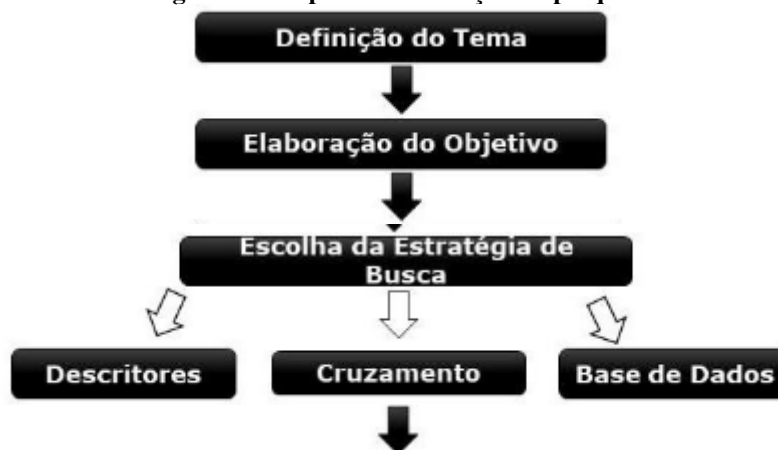 Definição do Tema
Elaboração do Objetivo
Escolha da Estratégia de
Busca
Descritores
Cruzamento
Base de Dados